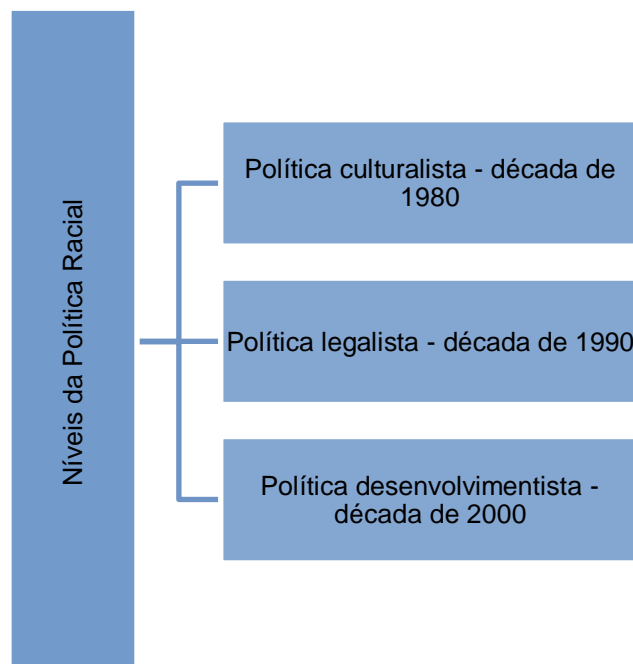 Níveis da Política Racial
Política culturalista - década de
1980
Política legalista - década de 1990
Política desenvolvimentista -
década de 2000